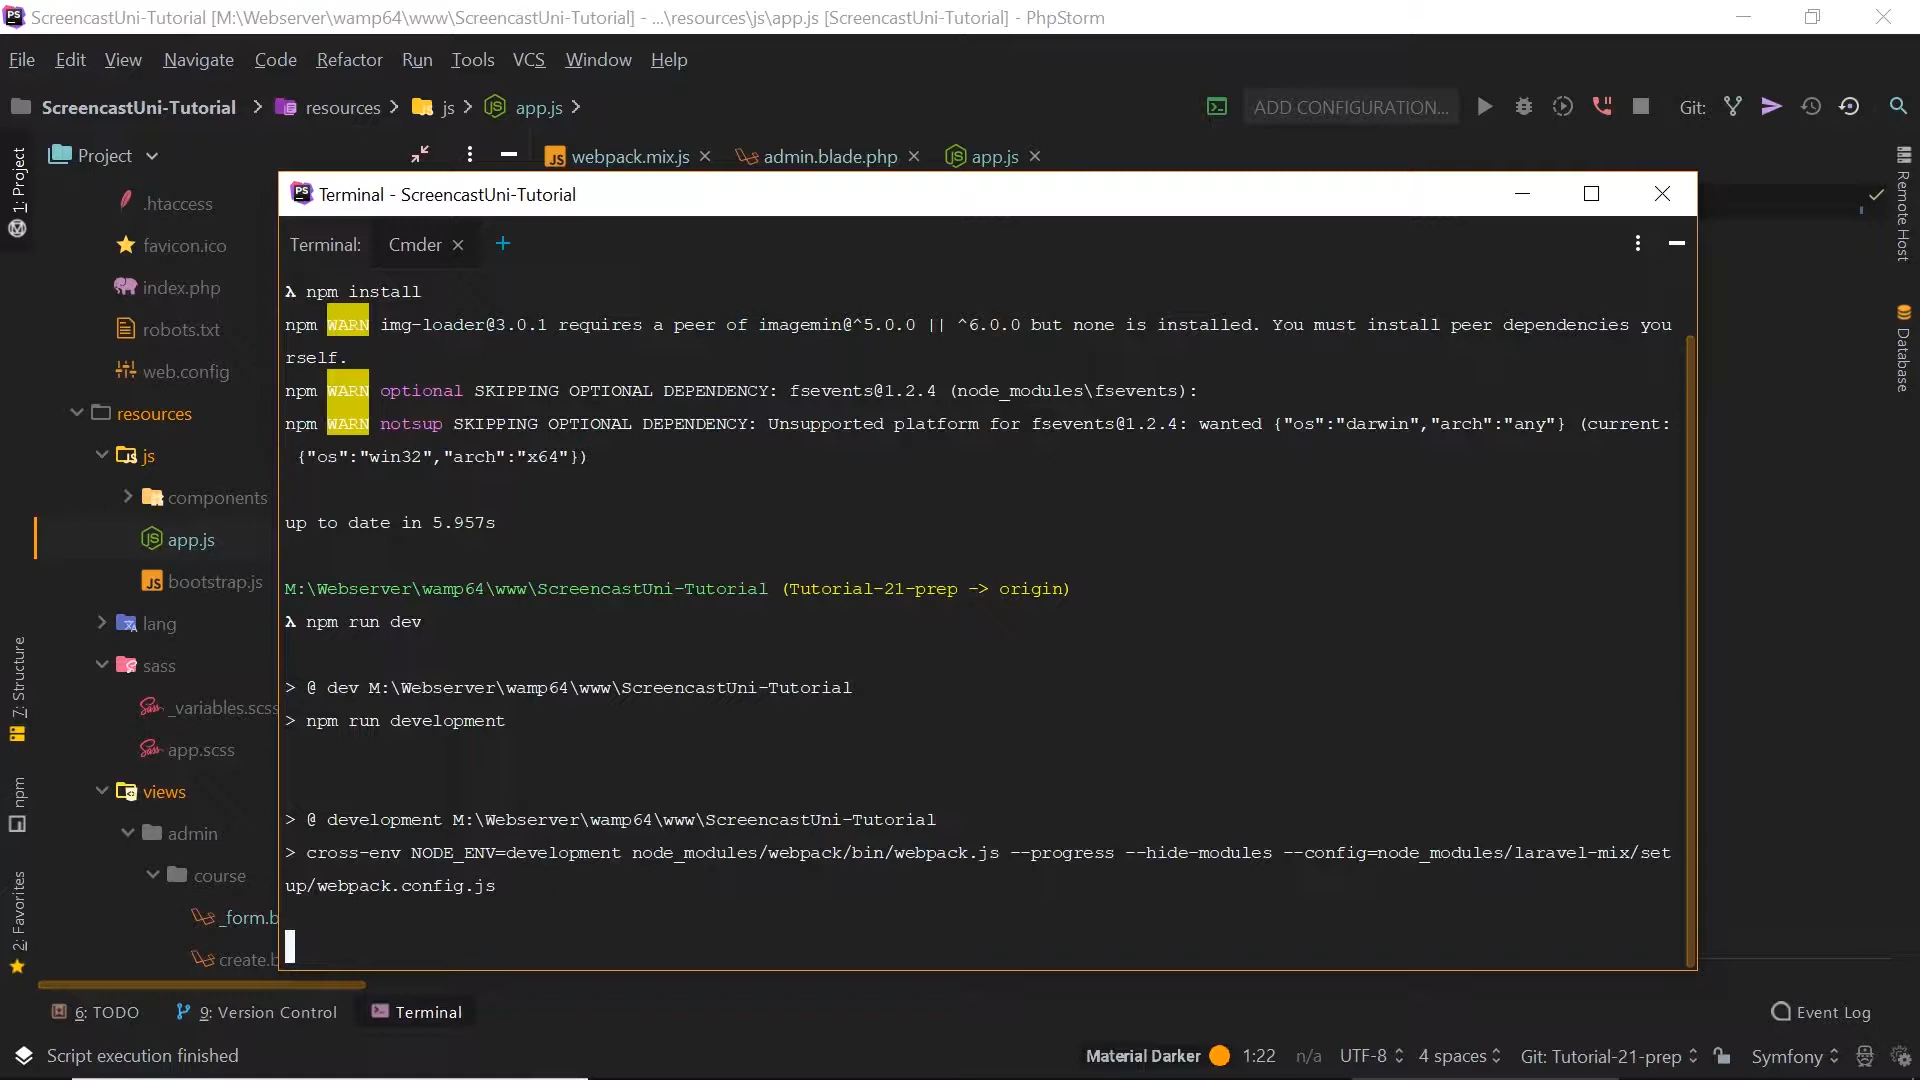 ScreencastUni-Tutorial [M:\Webserver\wamp64\www\ScreencastUni-Tutorial] - ...\resources\js\app.js [ScreencastUni-Tutorial] - PhpStorm
File Edit View Navigate Code Refactor Run Tools VCS Window Help
ScreencastUni-Tutorial > resources > js > app.js >
ADD CONFIGURATION...
Git:
1: Project
Project
webpack.mix.js
admin.blade.php
app.js
.htaccess
favicon.ico
index.php
robots.txt
web.config
resources
js
components
app.js
bootstrap.js
lang
sass
_variables.scss
app.scss
views
admin
course
_form.b
create.b
7: Structure
npm
2: Favorites
Remote Host
Database
Terminal - ScreencastUni-Tutorial
Terminal: Cmder
λ npm install
npm WARN img-loader@3.0.1 requires a peer of imagemin@^5.0.0 || ^6.0.0 but none is installed. You must install peer dependencies you
rself.
npm WARN optional SKIPPING OPTIONAL DEPENDENCY: fsevents@1.2.4 (node_modules\fsevents):
npm WARN notsup SKIPPING OPTIONAL DEPENDENCY: Unsupported platform for fsevents@1.2.4: wanted {"os":"darwin","arch":"any"} (current:
{"os":"win32","arch":"x64"})
up to date in 5.957s
M:\Webserver\wamp64\www\ScreencastUni-Tutorial (Tutorial-21-prep -> origin)
λ npm run dev
> @ dev M:\Webserver\wamp64\www\ScreencastUni-Tutorial
> npm run development
> @ development M:\Webserver\wamp64\www\ScreencastUni-Tutorial
> cross-env NODE_ENV=development node_modules/webpack/bin/webpack.js --progress --hide-modules --config=node_modules/laravel-mix/set
up/webpack.config.js
6: TODO
9: Version Control
Terminal
Event Log
Script execution finished
Material Darker 1:22 n/a UTF-8 4 spaces Git: Tutorial-21-prep Symfony